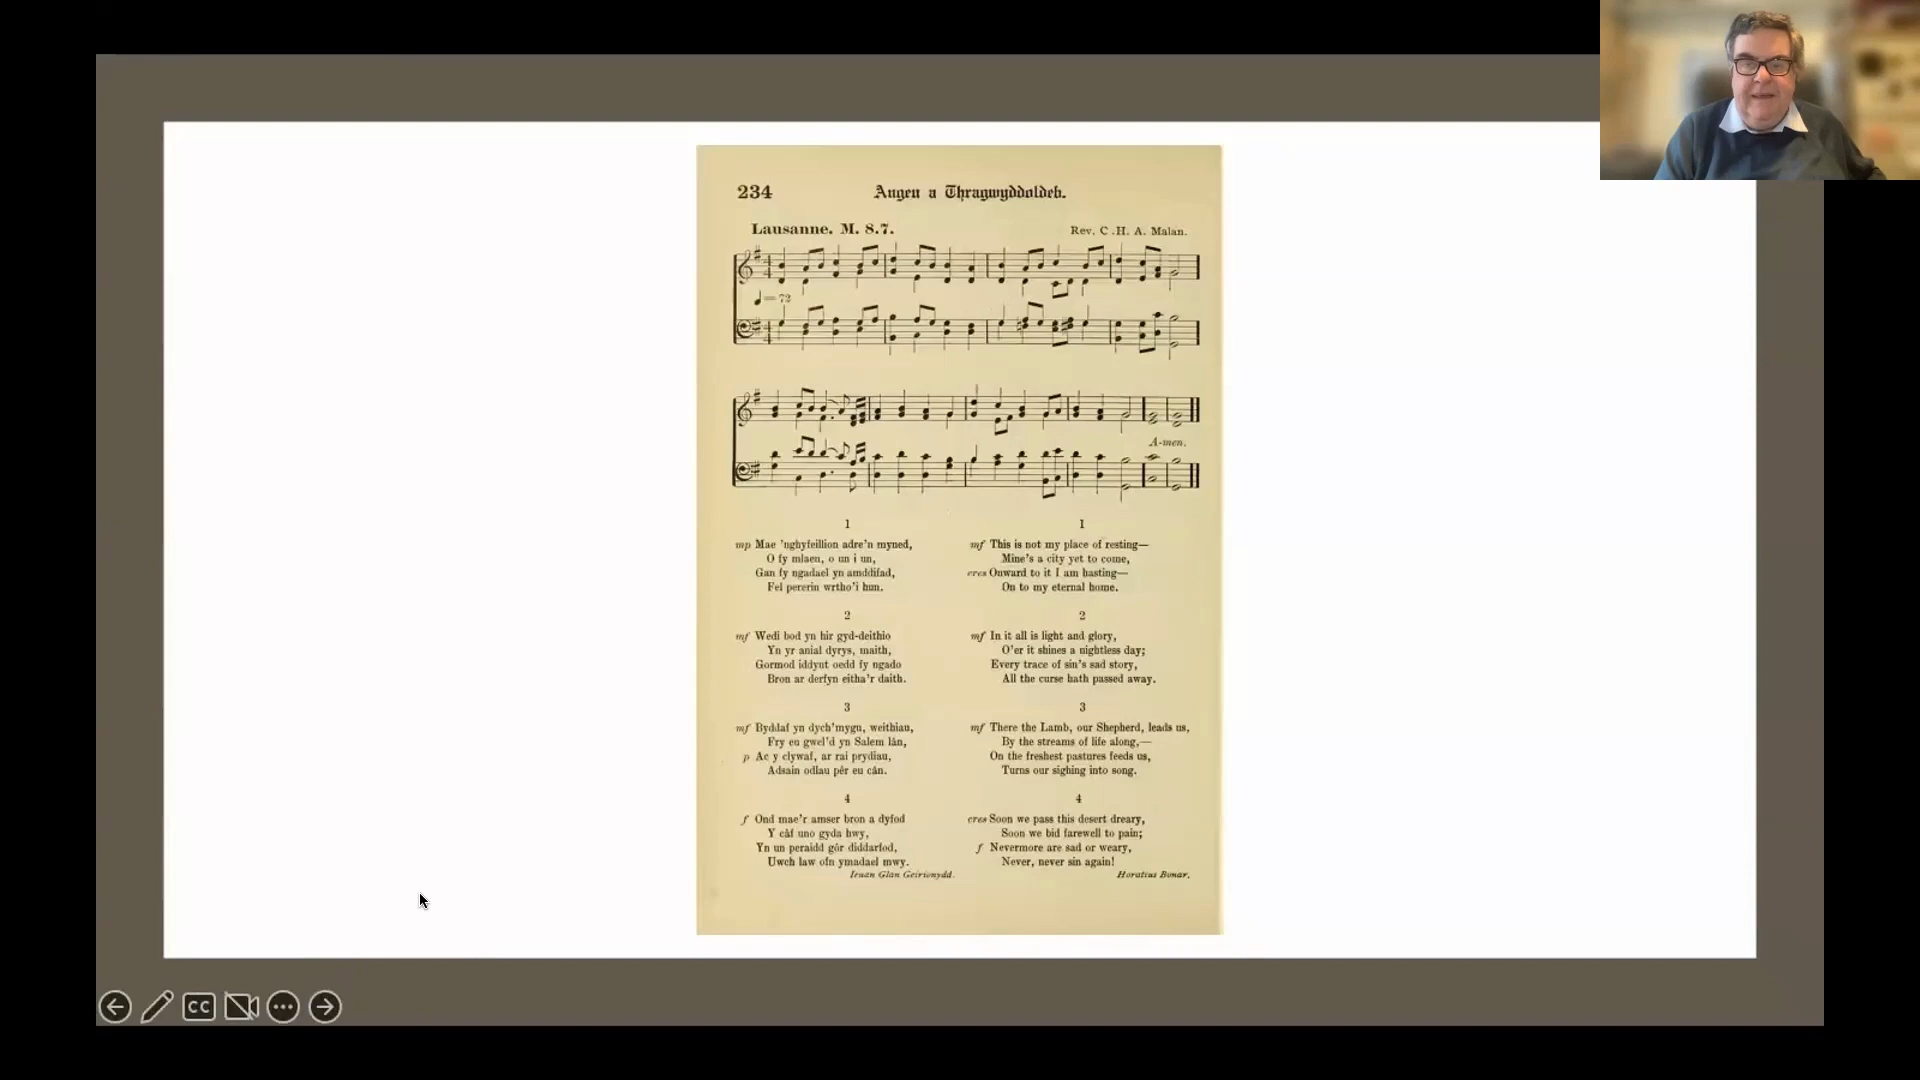 234
Angeu a Thragwyddoldeb.
Lausanne. M. 8.7.
Rev. C .H. A. Malan.
= 72
A-men.
1
mp Mae 'nghyfeillion adre'n myned,
O fy mlaen, o un i un,
Gan fy ngadael yn amddifad,
Fel pererin wrtho'i hun.
2
mf Wedi bod yn hir gyd-deithio
Yn yr anial dyrys, maith,
Gormod iddynt oedd fy ngado
Bron ar derfyn eitha'r daith.
3
mf Byddaf yn dych'mygu, weithiau,
Fry eu gwel'd yn Salem lân,
p Ac y clywaf, ar rai prydiau,
Adsain odlau pêr eu cân.
4
f Ond mae'r amser bron a dyfod
Y câf uno gyda hwy,
Yn un peraidd gôr diddarfod,
Uwch law ofn ymadael mwy.
Ieuan Glan Geirionydd.
1
mf This is not my place of resting—
Mine's a city yet to come,
cres Onward to it I am hasting—
On to my eternal home.
2
mf In it all is light and glory,
O'er it shines a nightless day;
Every trace of sin's sad story,
All the curse hath passed away.
3
mf There the Lamb, our Shepherd, leads us,
By the streams of life along,—
On the freshest pastures feeds us,
Turns our sighing into song.
4
cres Soon we pass this desert dreary,
Soon we bid farewell to pain;
f Nevermore are sad or weary,
Never, never sin again!
Horatius Bonar.
CC